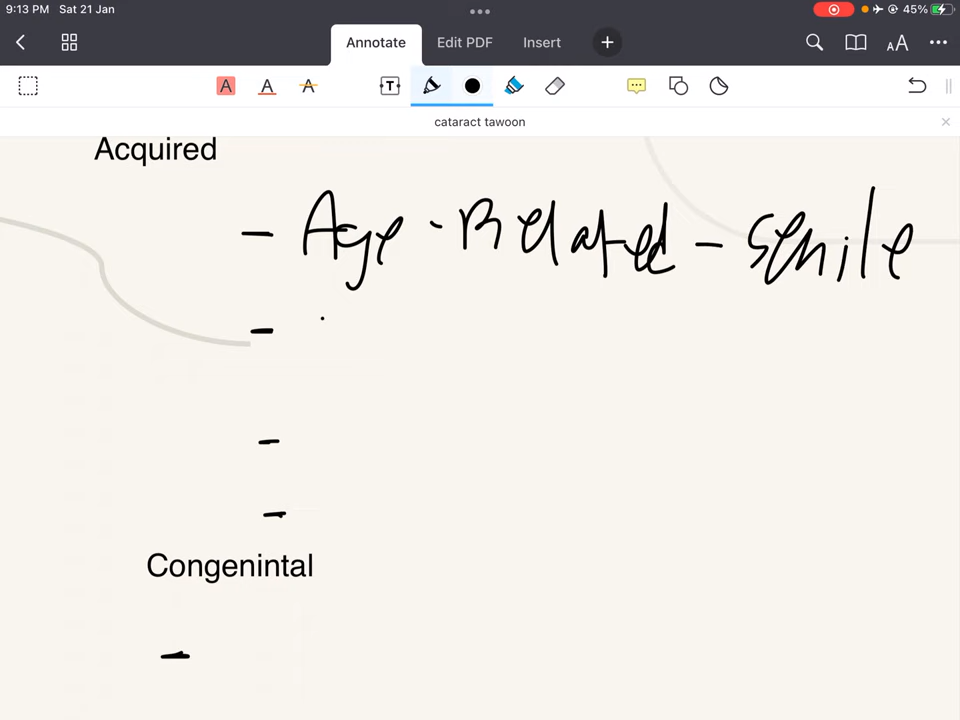 9:13 PM Sat 21 Jan 45%
Annotate Edit PDF Insert
cataract tawoon
Acquired
- Age-Related - senile
-
-
-
Congenintal
-